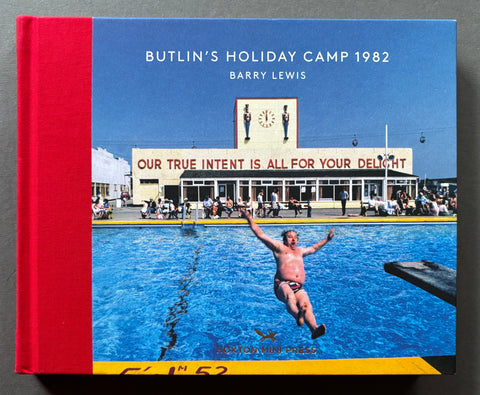 BUTLIN'S HOLIDAY CAMP 1982
BARRY LEWIS
OUR TRUE INTENT IS ALL FOR YOUR DELIGHT
HOXTON MINI PRESS